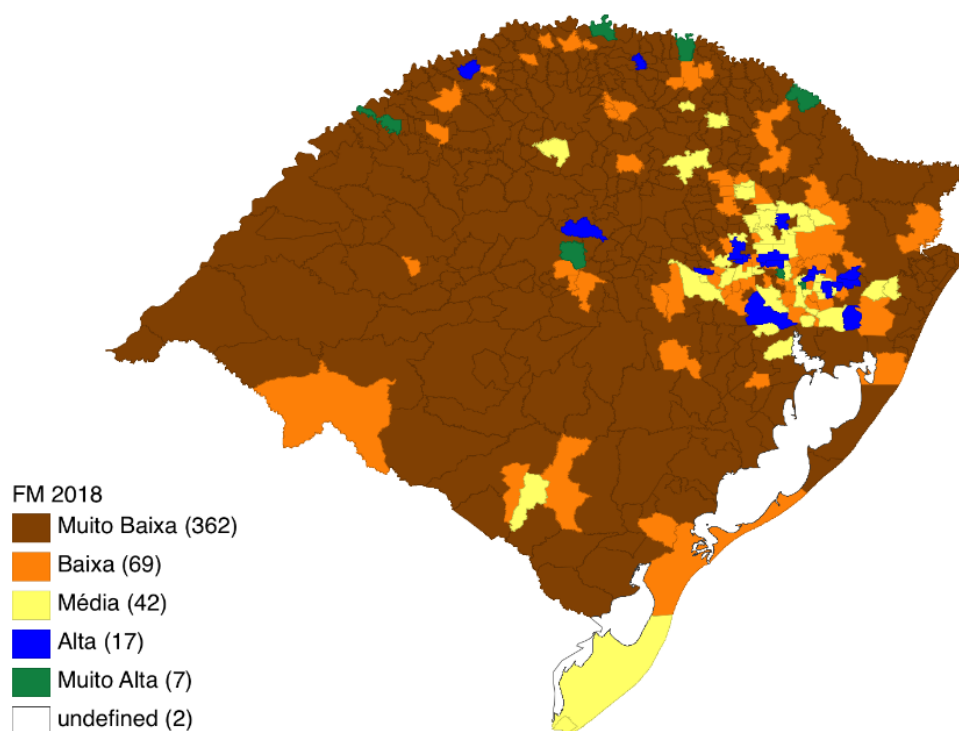 FM 2018
Muito Baixa (362)
Baixa (69)
Média (42)
Alta (17)
Muito Alta (7)
undefined (2)